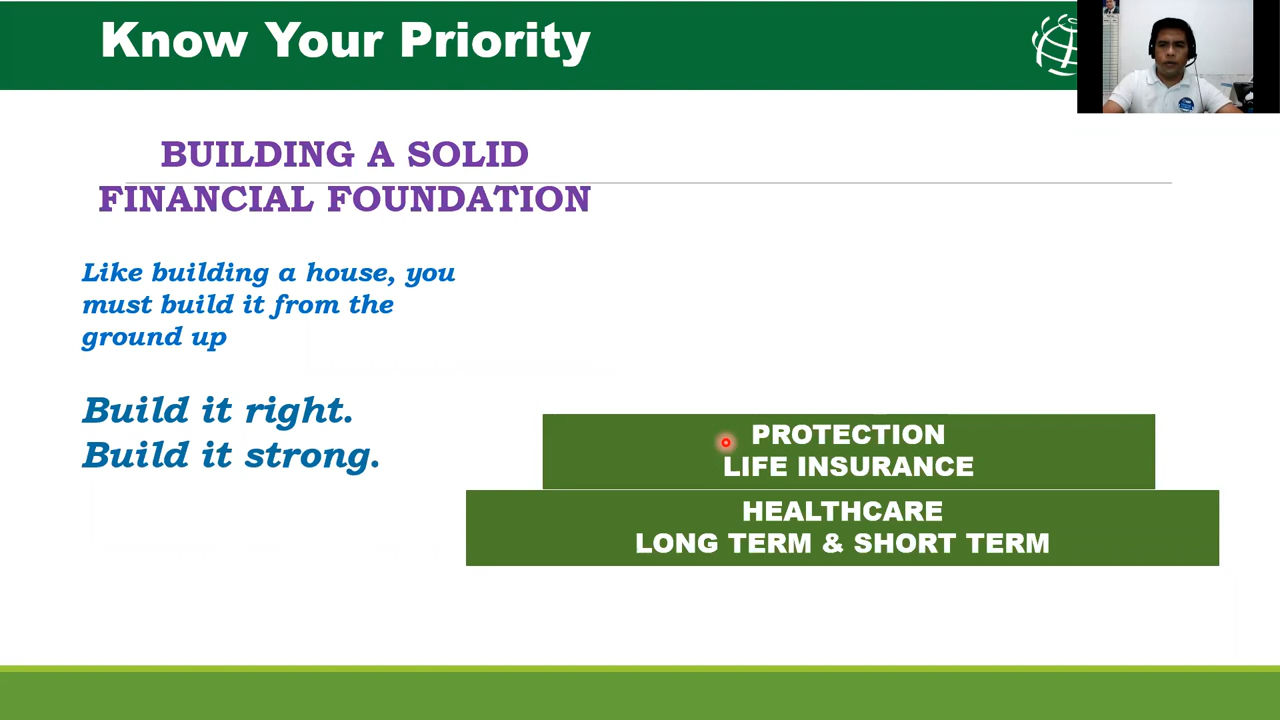 Know Your Priority
BUILDING A SOLID
FINANCIAL FOUNDATION
Like building a house, you
must build it from the
ground up
Build it right.
Build it strong.
PROTECTION
LIFE INSURANCE
HEALTHCARE
LONG TERM & SHORT TERM